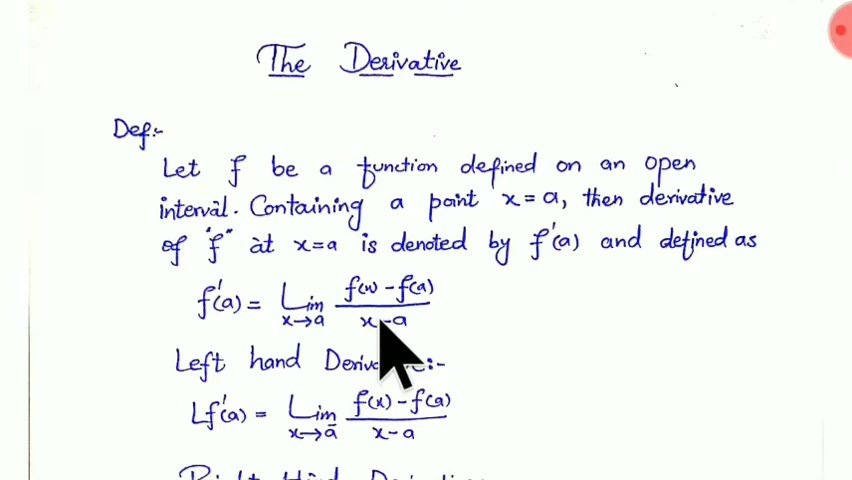 The Derivative
Def:-
Let f be a function defined on an open
interval. Containing a point x = a, then derivative
of "f" at x=a is denoted by f'(a) and defined as
f'(a) = Lim x→a f(x) - f(a) / x-a
Left hand :-
Lf'(a) = Lim x→a⁻ f(x) - f(a) / x-a